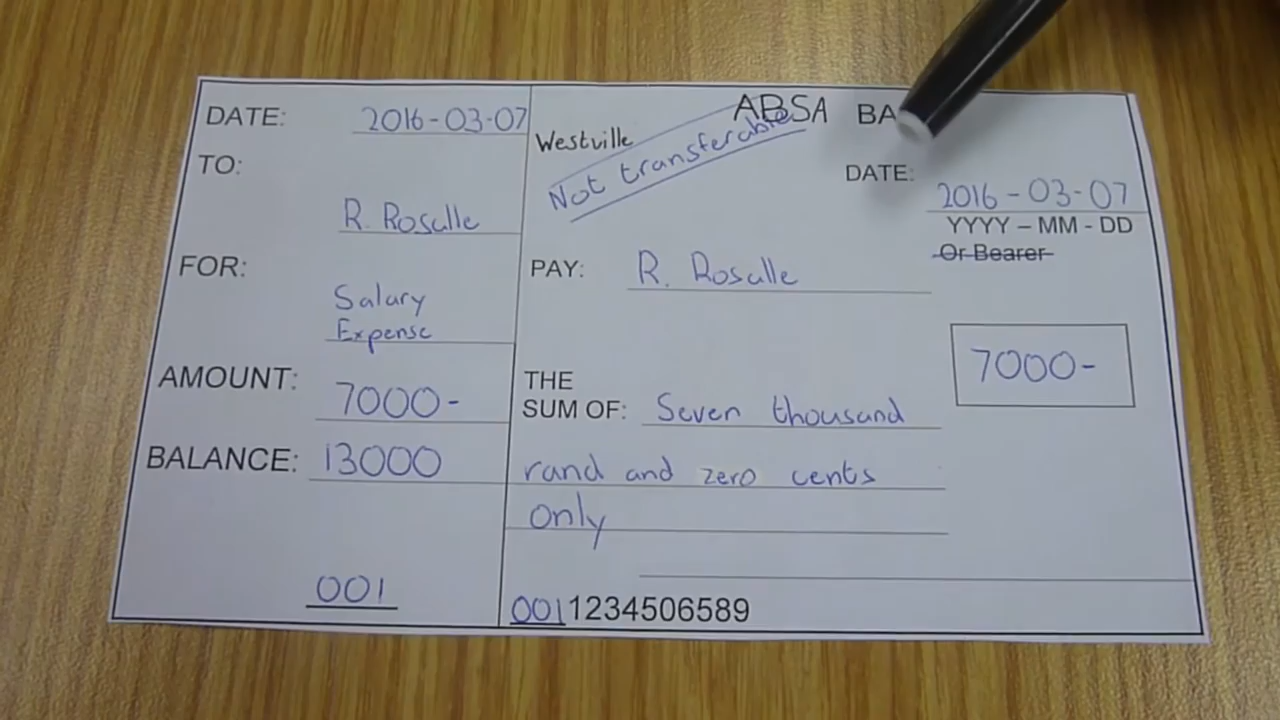 DATE: 2016-03-07
TO:
R. Rosalle
FOR:
Salary
Expense
AMOUNT: 7000-
BALANCE: 13000
001
ABSA
Westville
Not transferable
DATE:
2016-03-07
YYYY – MM - DD
Or Bearer
PAY: R. Rosalle
7000-
THE
SUM OF: Seven thousand
rand and zero cents
only
0011234506589